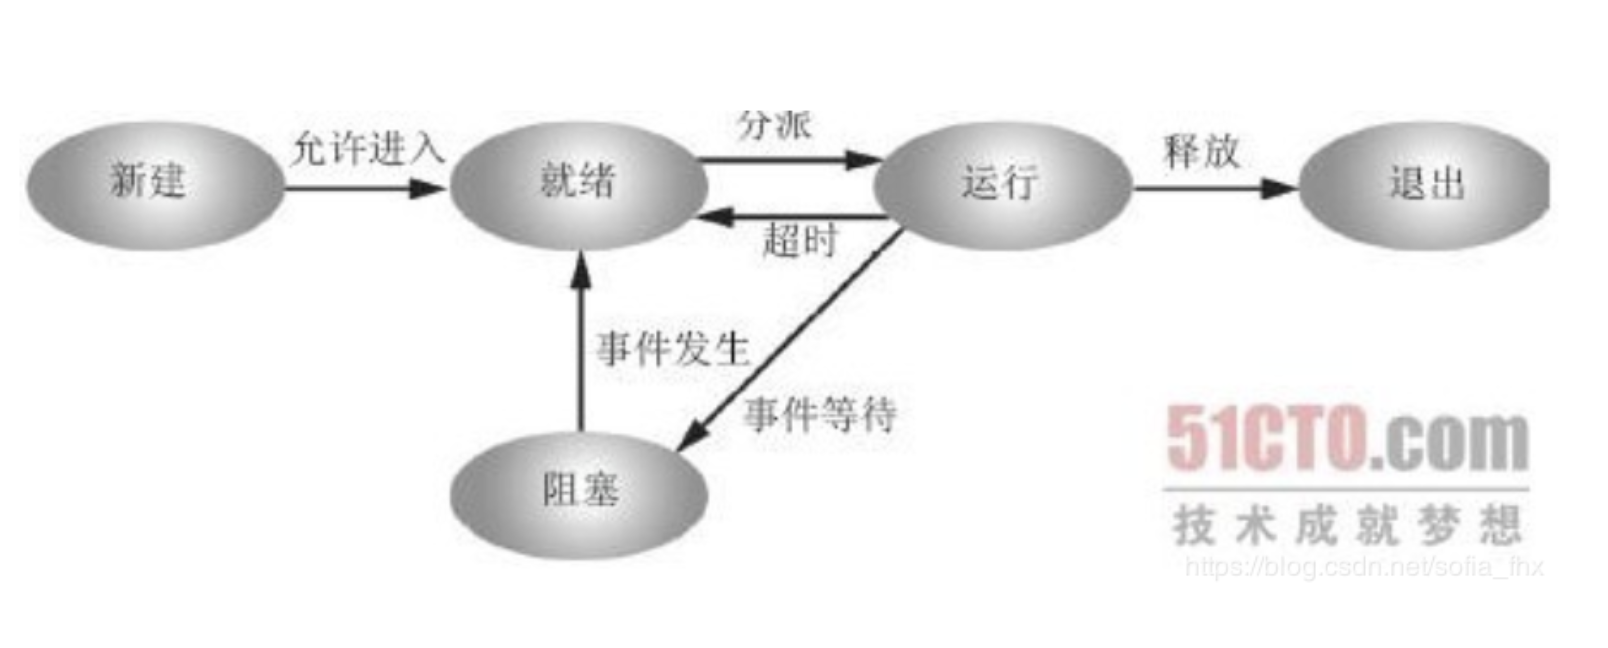 分派
新建
允许进入
就绪
运行
释放
退出
超时
事件发生
事件等待
阻塞
51CTO.com
技术成就梦想
https://blog.csdn.net/sofia_fhx